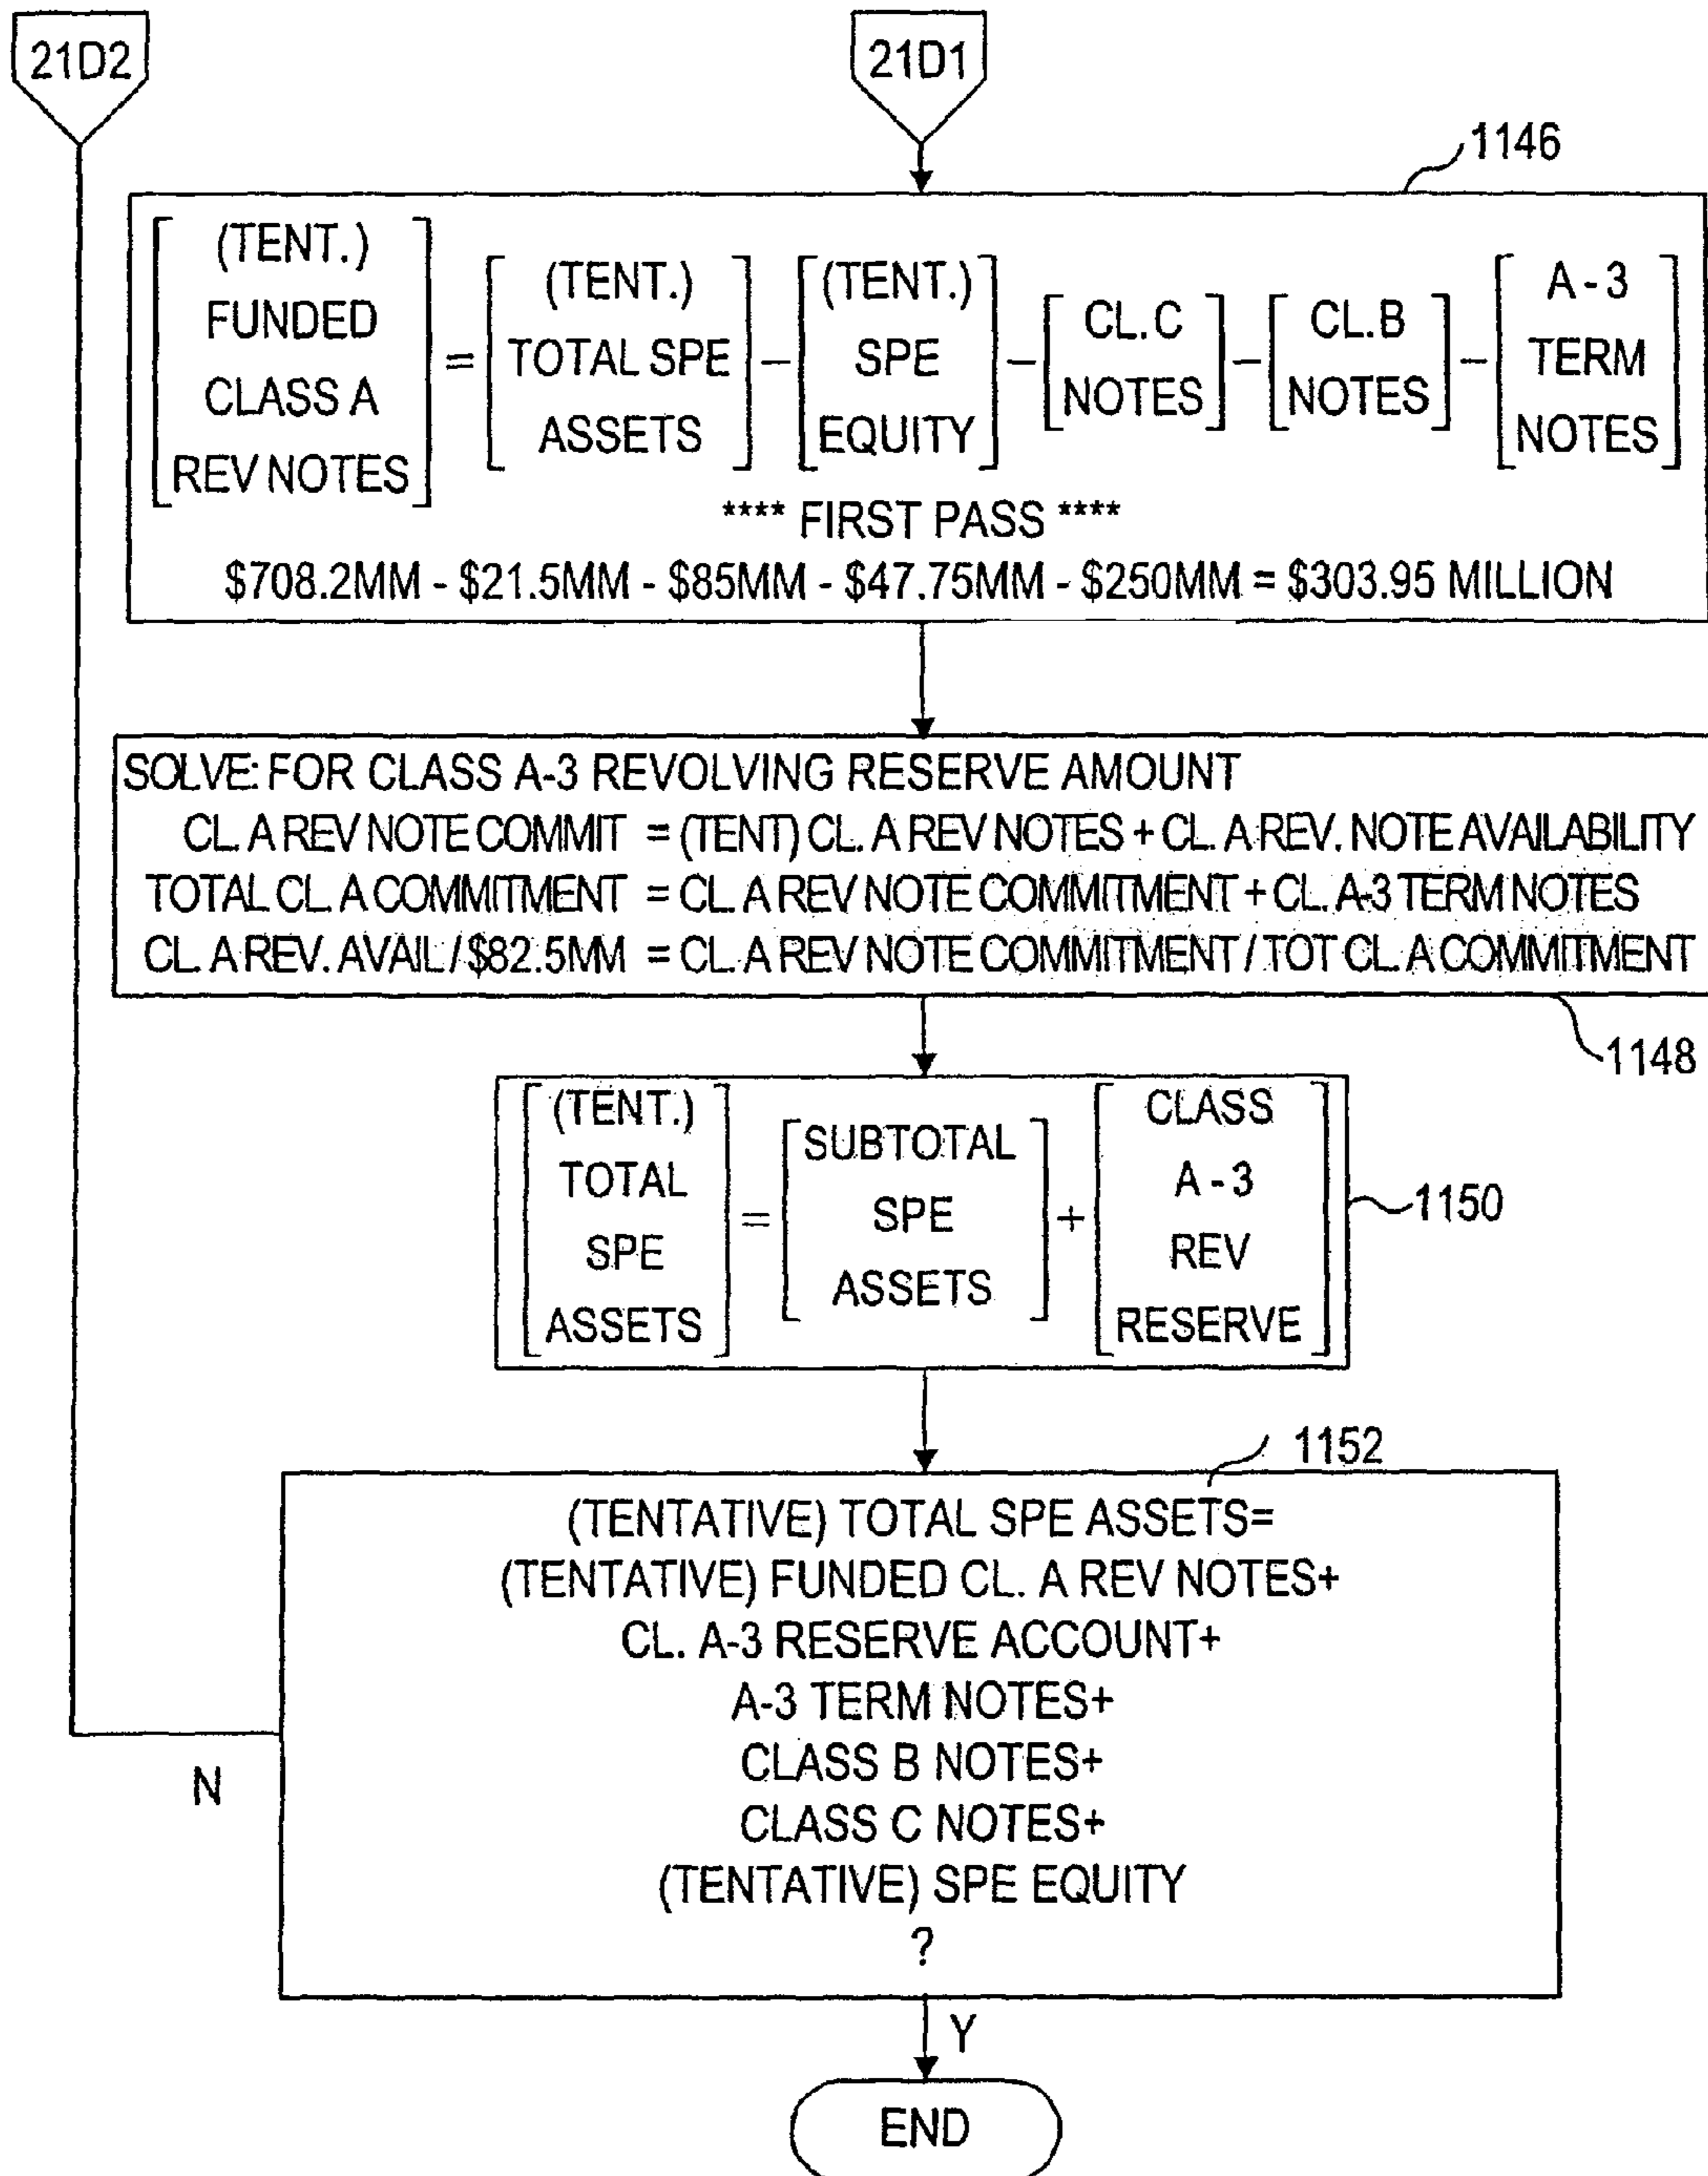 21D2
21D1
1146
(TENT.)
FUNDED
CLASS A
REV NOTES
=
(TENT.)
TOTAL SPE
ASSETS
-
(TENT.)
SPE
EQUITY
-
CL.C
NOTES
-
CL.B
NOTES
-
A-3
TERM
NOTES
**** FIRST PASS ****
$708.2MM - $21.5MM - $85MM - $47.75MM - $250MM = $303.95 MILLION
SOLVE: FOR CLASS A-3 REVOLVING RESERVE AMOUNT
CL. A REV NOTE COMMIT = (TENT) CL. A REV NOTES + CL. A REV. NOTE AVAILABILITY
TOTAL CL. A COMMITMENT = CL. A REV NOTE COMMITMENT + CL. A-3 TERM NOTES
CL. A REV. AVAIL / $82.5MM = CL. A REV NOTE COMMITMENT / TOT CL. A COMMITMENT
1148
(TENT.)
TOTAL
SPE
ASSETS
=
SUBTOTAL
SPE
ASSETS
+
CLASS
A-3
REV
RESERVE
1150
1152
(TENTATIVE) TOTAL SPE ASSETS=
(TENTATIVE) FUNDED CL. A REV NOTES+
CL. A-3 RESERVE ACCOUNT+
A-3 TERM NOTES+
CLASS B NOTES+
CLASS C NOTES+
(TENTATIVE) SPE EQUITY
?
N
Y
END